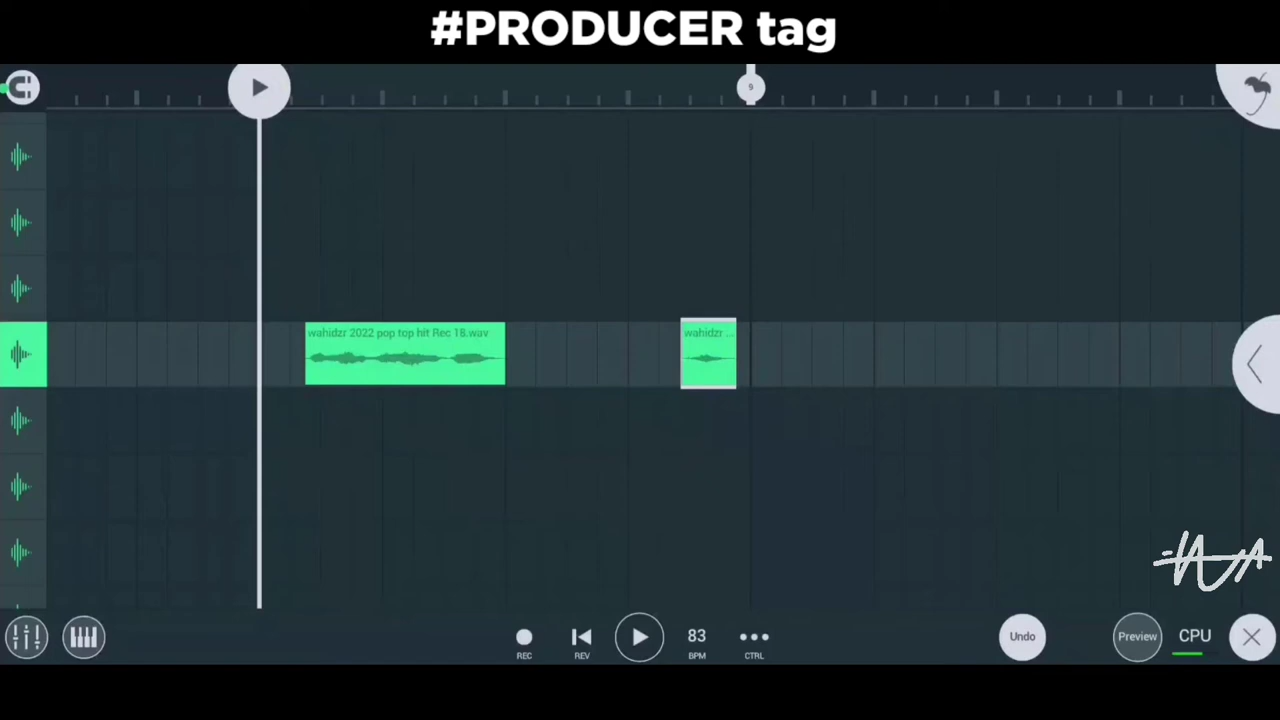 #PRODUCER tag
9
wahidzr 2022 pop top hit Rec 18.wav
wahidzr ...
REC
REV
83
BPM
CTRL
Undo
Preview
CPU